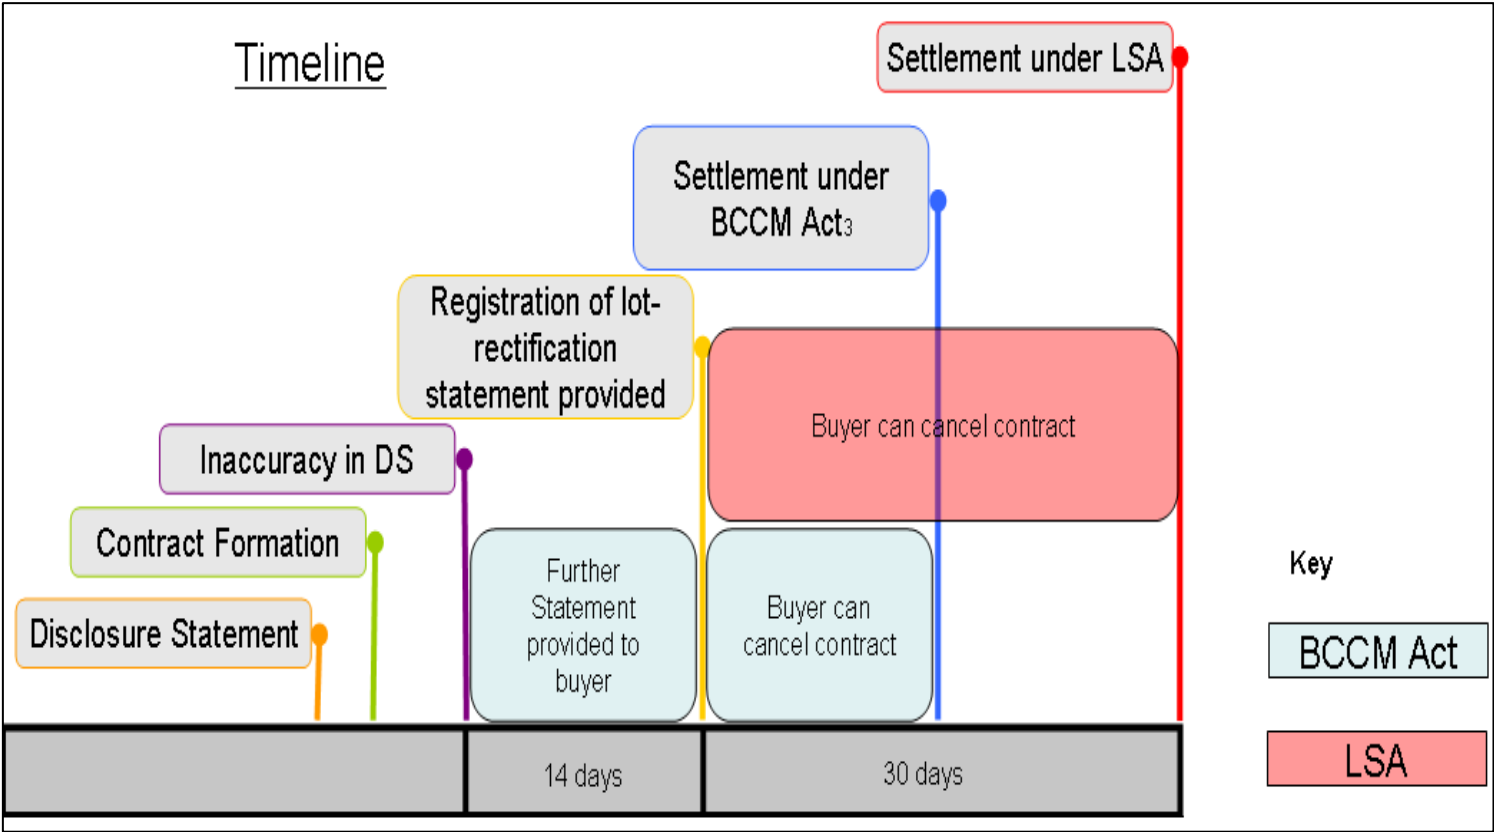 Timeline
Settlement under LSA
Settlement under
BCCM Act3
Registration of lot-
rectification
statement provided
Buyer can cancel contract
Inaccuracy in DS
Contract Formation
Disclosure Statement
Further
Statement
provided to
buyer
Buyer can
cancel contract
Key
BCCM Act
LSA
14 days
30 days